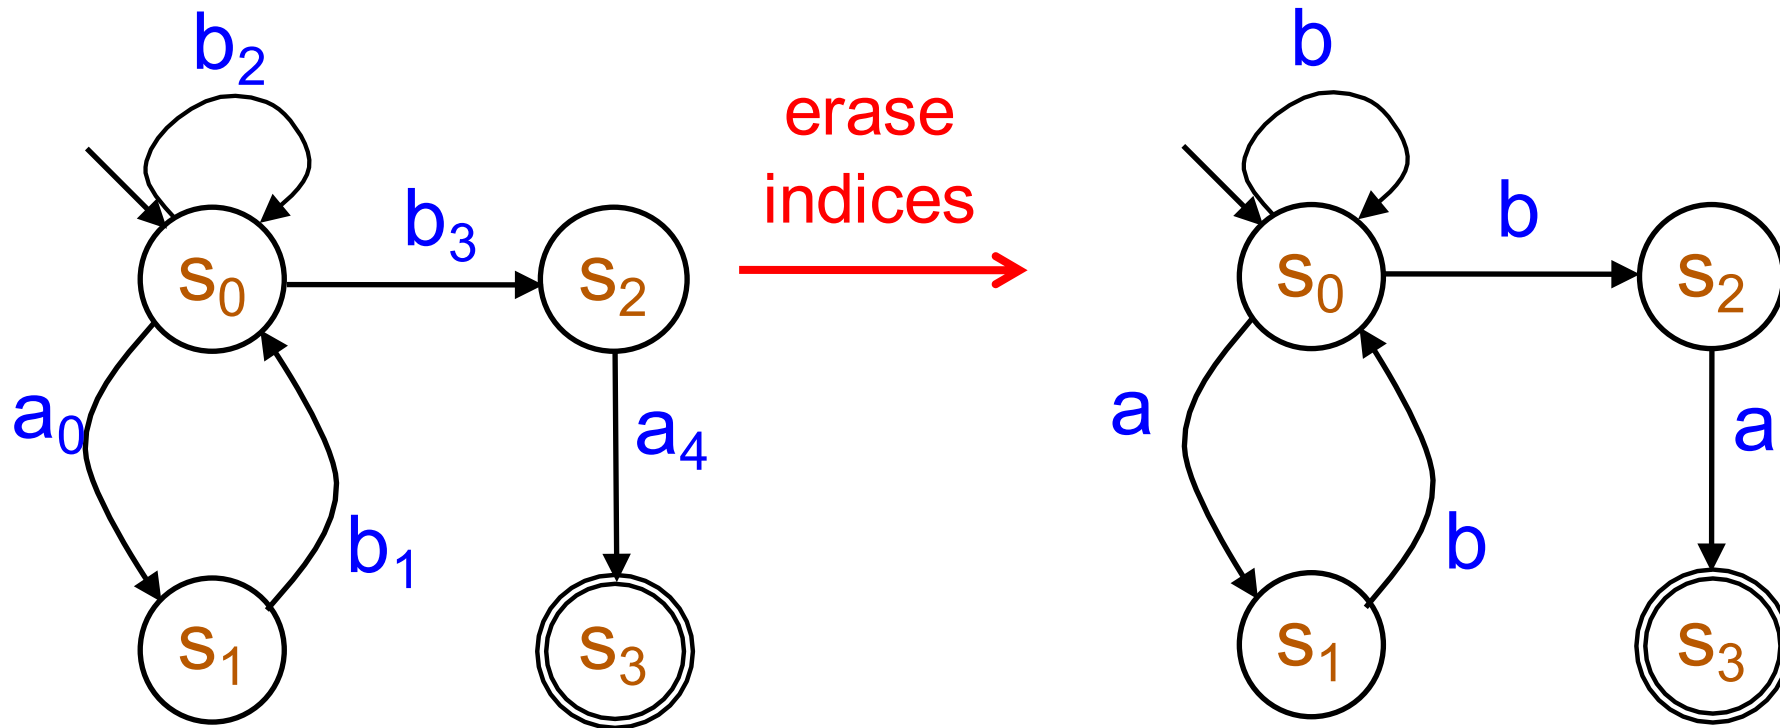 b₂
erase
indices
b₃
s₀
s₂
a₀
a₄
b₁
s₁
s₃
b
b
s₀
s₂
a
a
b
s₁
s₃